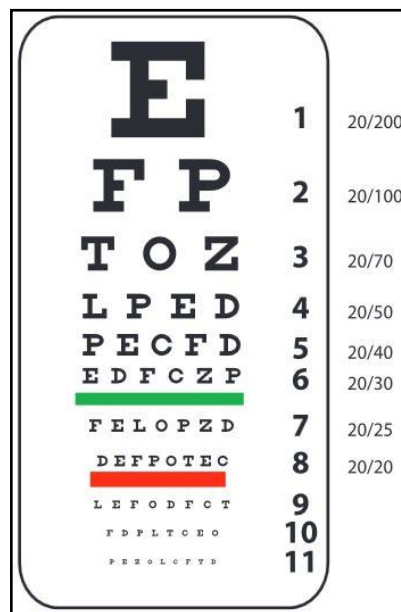 E 1 20/200
F P 2 20/100
T O Z 3 20/70
L P E D 4 20/50
P E C F D 5 20/40
E D F C Z P 6 20/30
F E L O P Z D 7 20/25
D E F P O T E C 8 20/20
L E F O D F C T 9
F D P L T C E O 10
P E Z O L C F T D 11